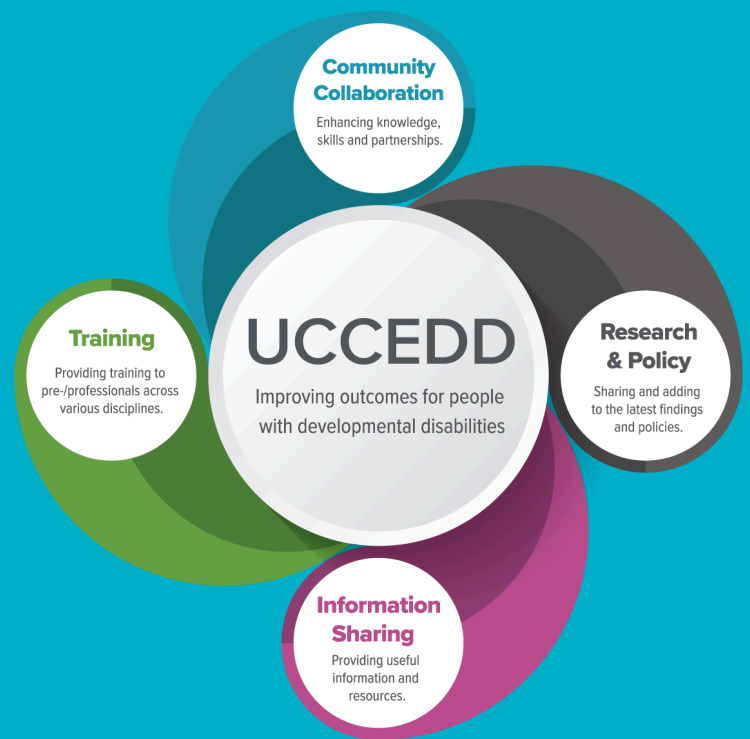 Community
Collaboration
Enhancing knowledge,
skills and partnerships.
Training
Providing training to
pre-/professionals across
various disciplines.
UCCEDD
Improving outcomes for people
with developmental disabilities
Research
& Policy
Sharing and adding
to the latest findings
and policies.
Information
Sharing
Providing useful
information and
resources.